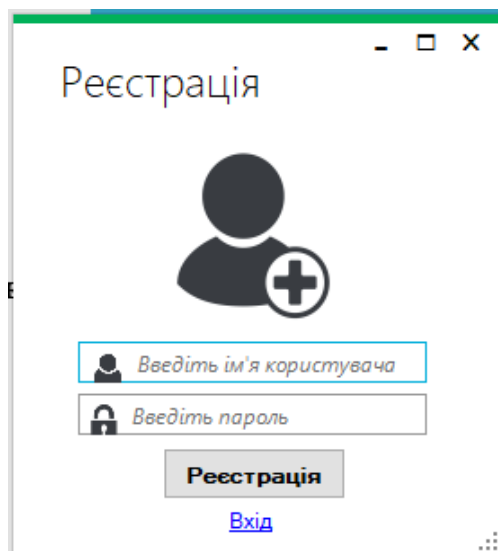 Реєстрація
Введіть ім'я користувача
Введіть пароль
Реєстрація
Вхід